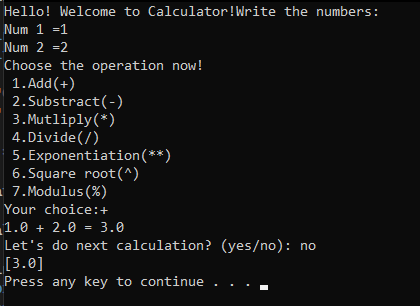 Hello! Welcome to Calculator!Write the numbers:
Num 1 =1
Num 2 =2
Choose the operation now!
1.Add(+)
2.Substract(-)
3.Mutliply(*)
4.Divide(/)
5.Exponentiation(**)
6.Square root(^)
7.Modulus(%)
Your choice:+
1.0 + 2.0 = 3.0
Let's do next calculation? (yes/no): no
[3.0]
Press any key to continue . . .